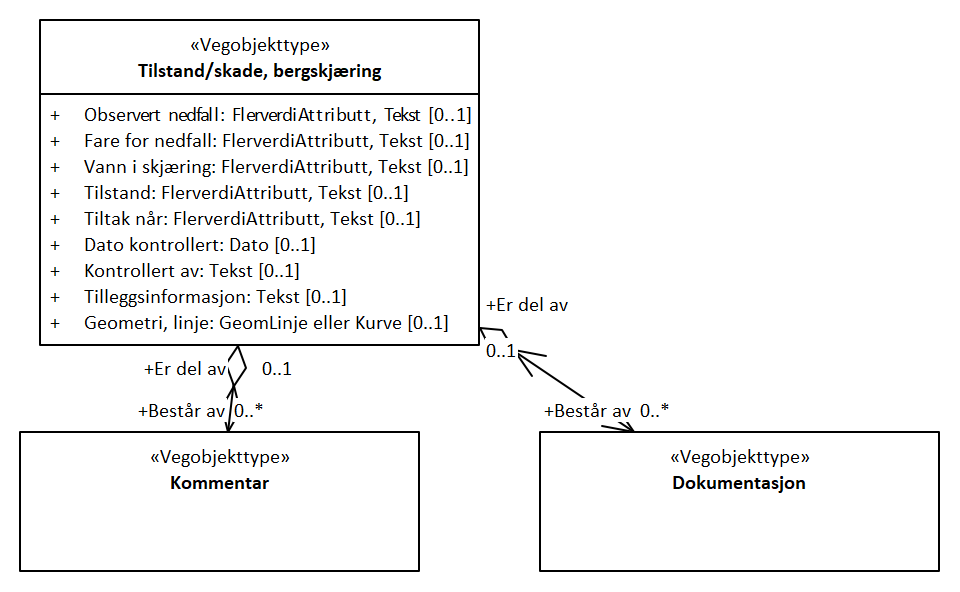 «Vegobjekttype»
Tilstand/skade, bergskjæring
+ Observert nedfall: FlerverdiAttributt, Tekst [0..1]
+ Fare for nedfall: FlerverdiAttributt, Tekst [0..1]
+ Vann i skjæring: FlerverdiAttributt, Tekst [0..1]
+ Tilstand: FlerverdiAttributt, Tekst [0..1]
+ Tiltak når: FlerverdiAttributt, Tekst [0..1]
+ Dato kontrollert: Dato [0..1]
+ Kontrollert av: Tekst [0..1]
+ Tilleggsinformasjon: Tekst [0..1]
+ Geometri, linje: GeomLinje eller Kurve [0..1]
+Er del av
0..1
+Er del av 0..1
+Består av 0..*
+Består av 0..*
«Vegobjekttype»
Kommentar
«Vegobjekttype»
Dokumentasjon